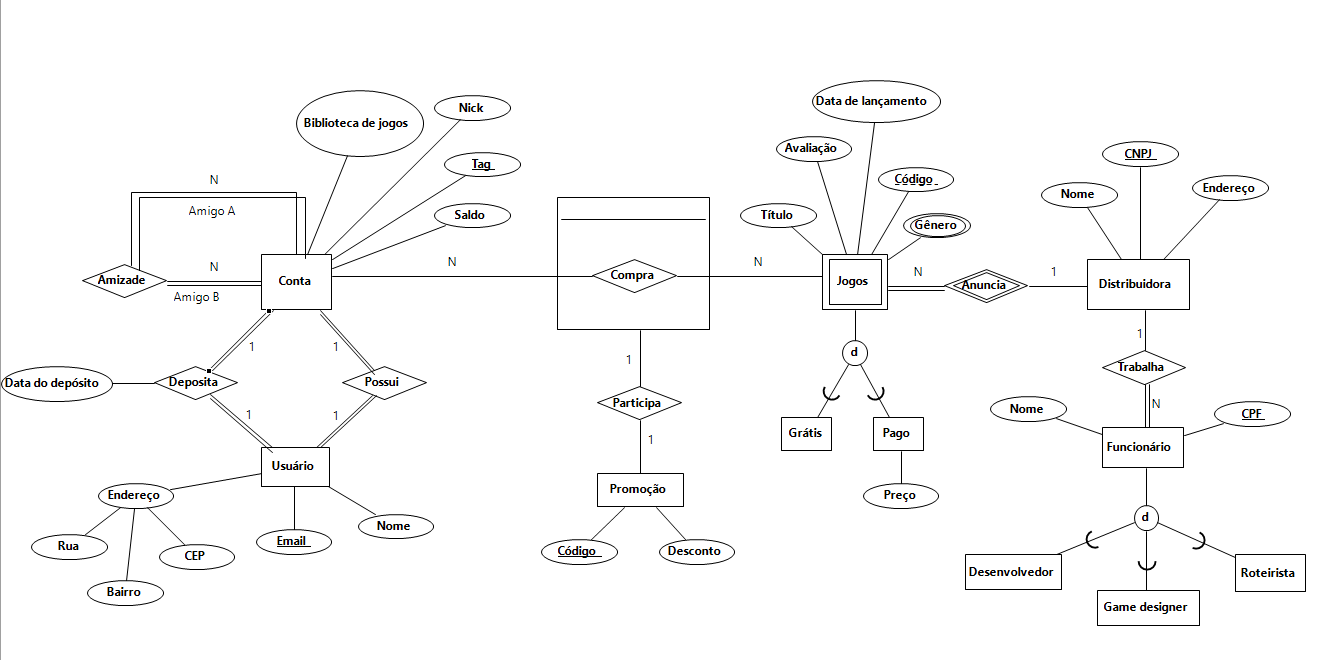 Data de lançamento
Biblioteca de jogos
Nick
Avaliação
CNPJ
Tag
Código
Nome
Endereço
N
Amigo A
Saldo
Título
Gênero
N
N
N
N
1
Amizade
Conta
Compra
Jogos
Anuncia
Distribuidora
Amigo B
1
1
1
1
d
Trabalha
Data do depósito
Deposita
Possui
Participa
N
1
1
Nome
CPF
1
Grátis
Pago
Funcionário
Usuário
Promoção
Preço
Endereço
Nome
d
Rua
Email
CEP
Código
Desconto
Bairro
Desenvolvedor
Roteirista
Game designer